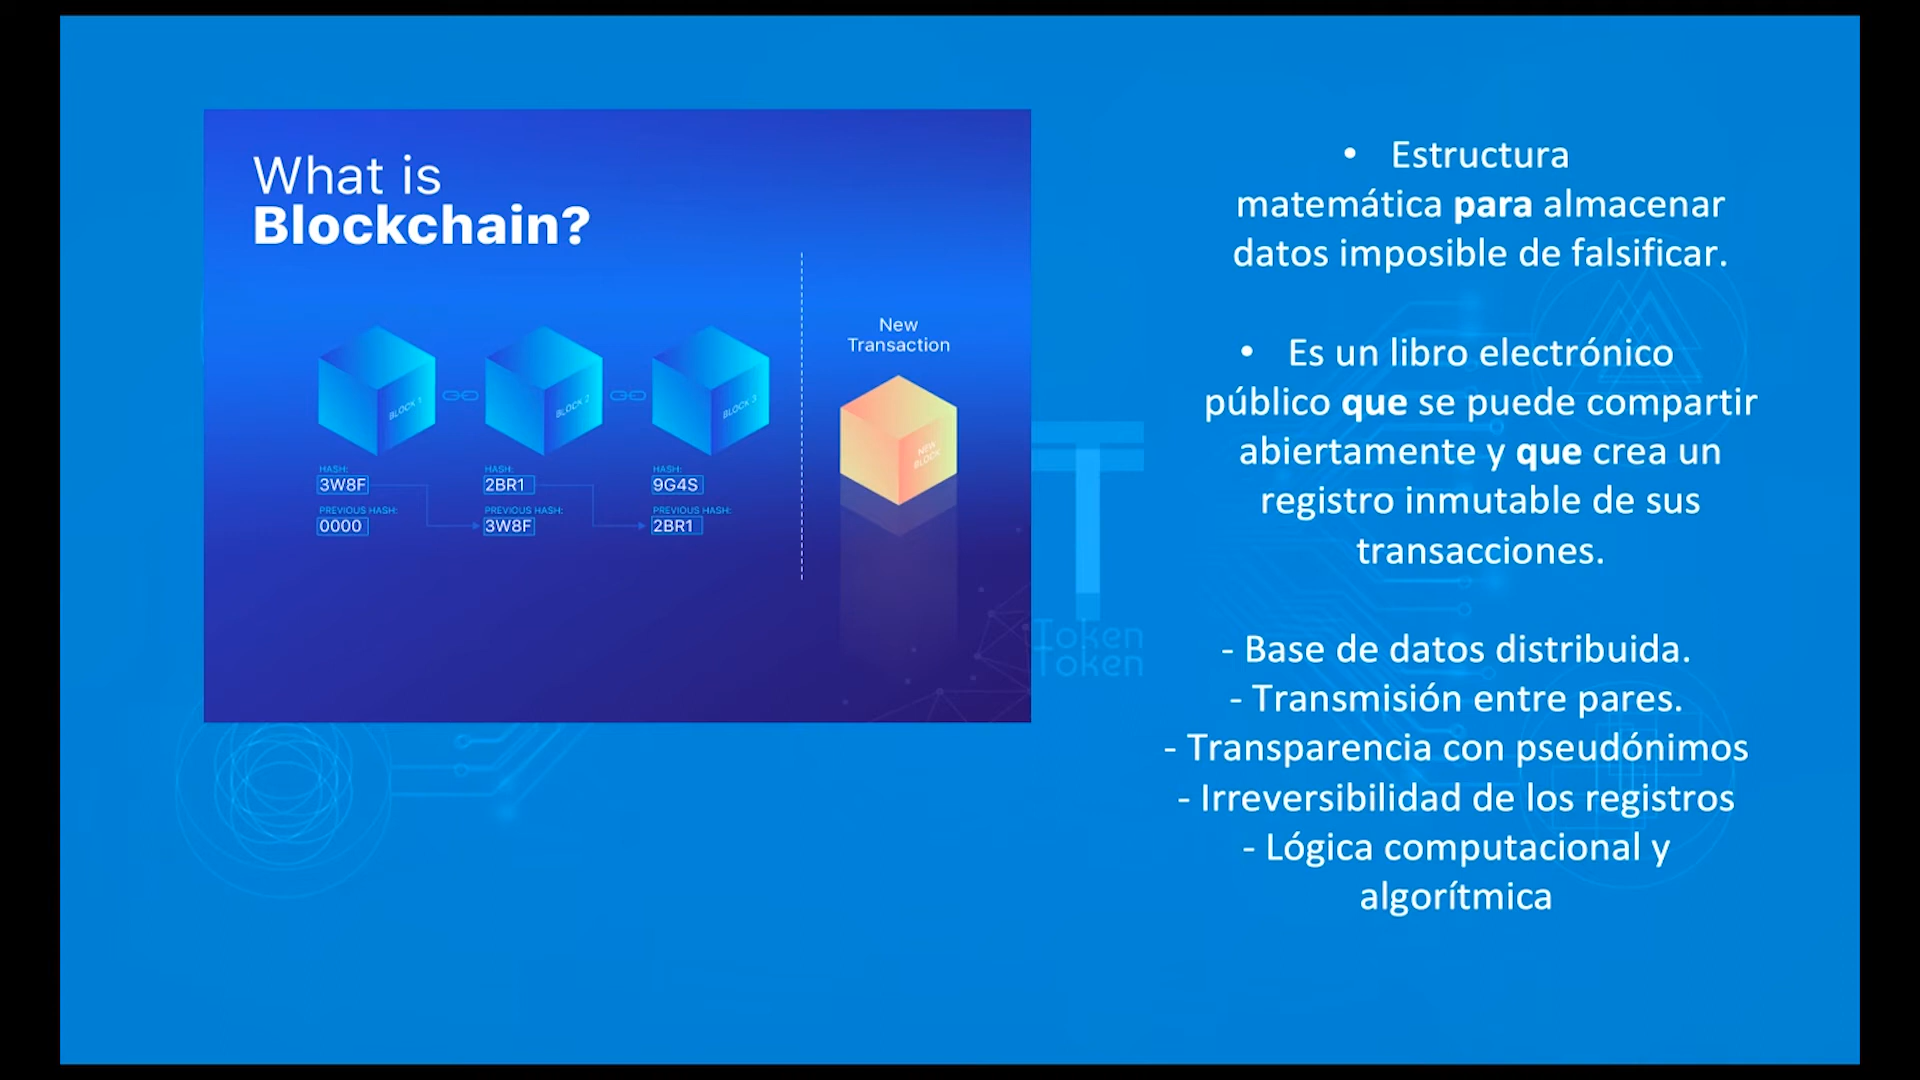 What is
Blockchain?
New
Transaction
BLOCK 1
BLOCK 2
BLOCK 3
NEW
BLOCK
HASH:
3W8F
PREVIOUS HASH:
0000
HASH:
2BR1
PREVIOUS HASH:
3W8F
HASH:
9G4S
PREVIOUS HASH:
2BR1
T
Token
Token
• Estructura
matemática para almacenar
datos imposible de falsificar.
• Es un libro electrónico
público que se puede compartir
abiertamente y que crea un
registro inmutable de sus
transacciones.
- Base de datos distribuida.
- Transmisión entre pares.
- Transparencia con pseudónimos
- Irreversibilidad de los registros
- Lógica computacional y
algorítmica